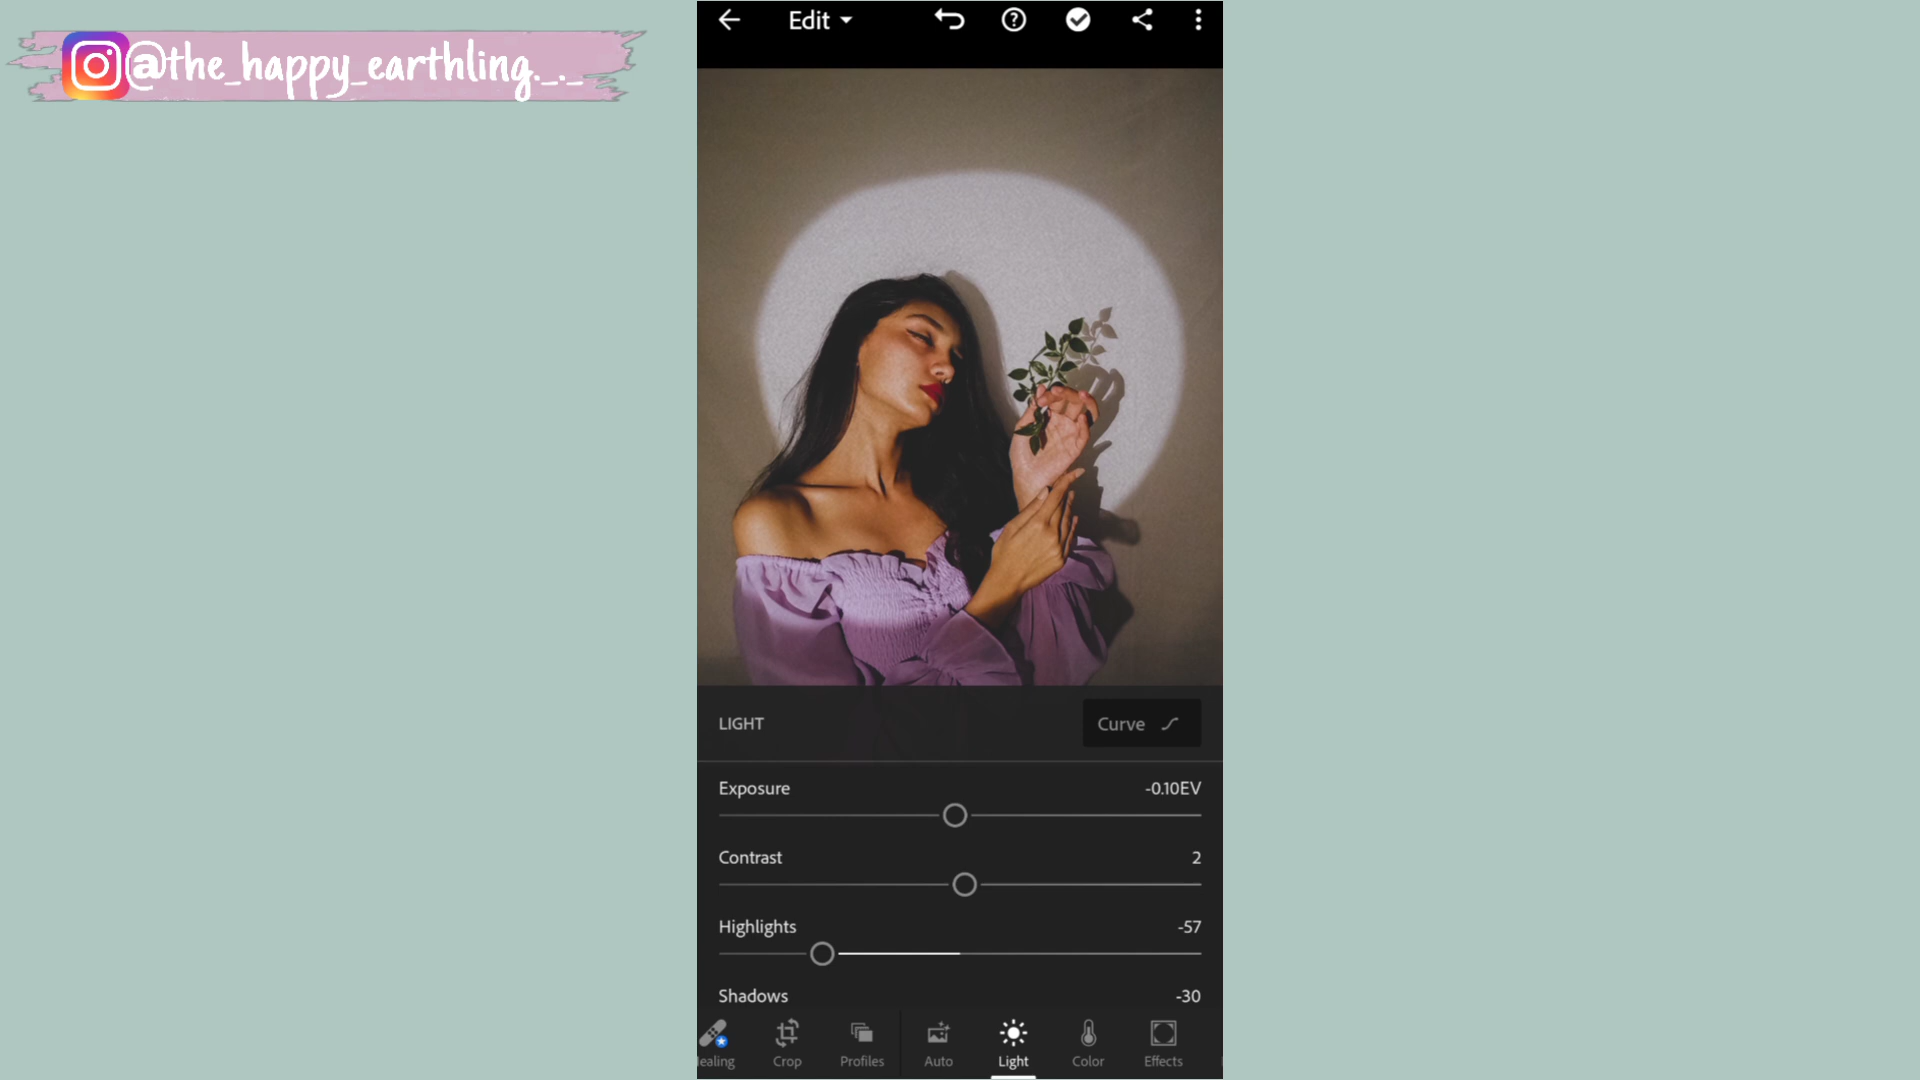 @the_happy_earthling._._
Edit
LIGHT
Curve
Exposure -0.10EV
Contrast 2
Highlights -57
Shadows -30
ealing Crop Profiles Auto Light Color Effects